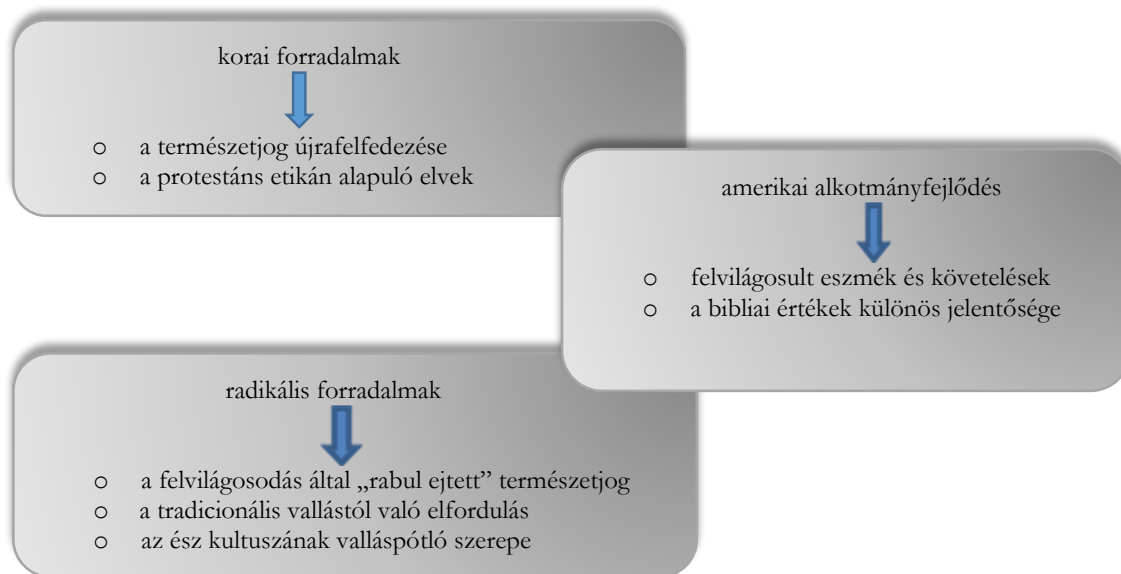 korai forradalmak
o a természetjog újrafelfedezése
o a protestáns etikán alapuló elvek
amerikai alkotmányfejlődés
o felvilágosult eszmék és követelések
o a bibliai értékek különös jelentősége
radikális forradalmak
o a felvilágosodás által „rabul ejtett” természetjog
o a tradicionális vallástól való elfordulás
o az ész kultuszának valláspótló szerepe